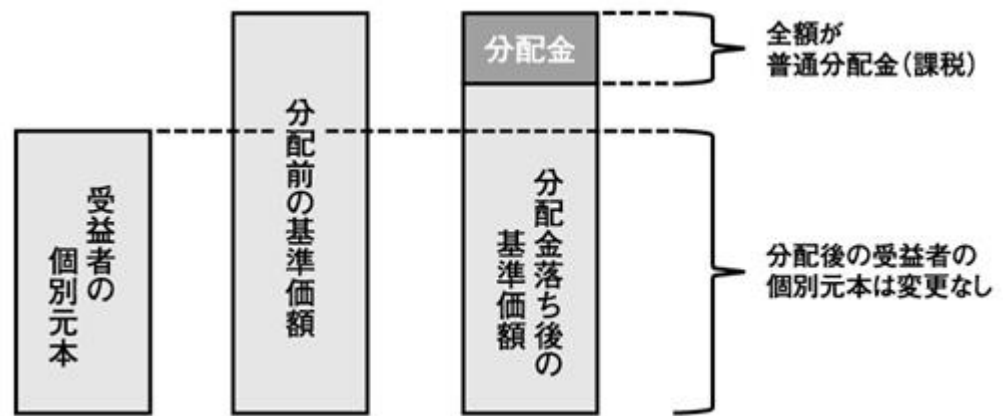 受益者の
個別元本
分配前の基準価額
分配金
分配金落ち後の
基準価額
全額が
普通分配金(課税)
分配後の受益者の
個別元本は変更なし